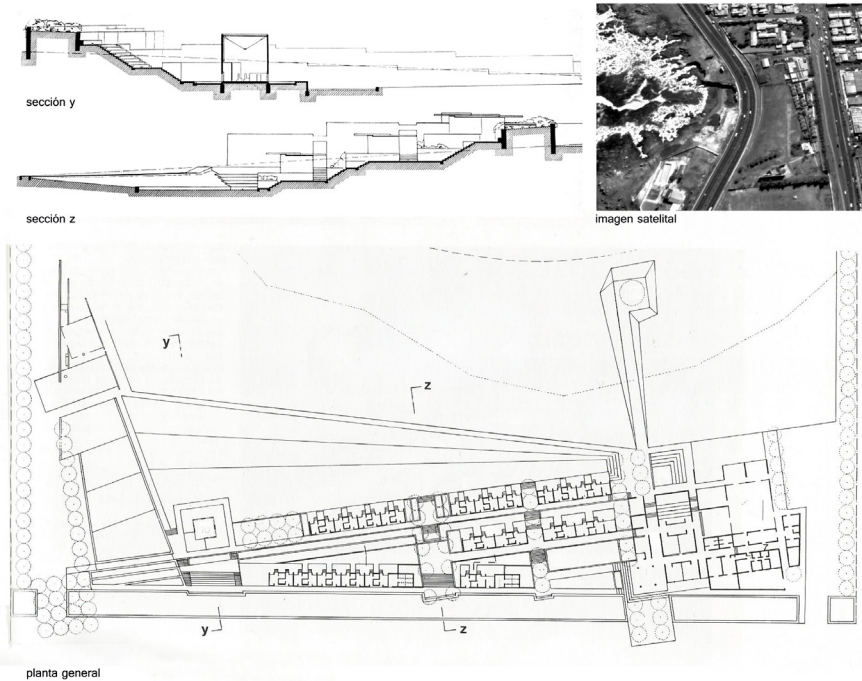 sección y
sección z
imagen satelital
y
z
y
z
planta general